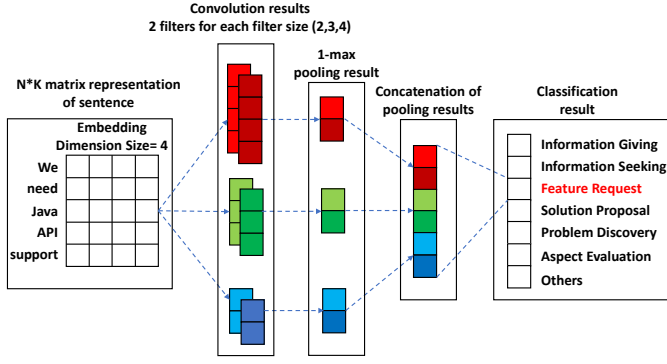 Convolution results
2 filters for each filter size (2,3,4)
1-max
pooling result
N*K matrix representation
of sentence
Concatenation of
pooling results
Classification
result
Embedding
Dimension Size= 4
We
need
Java
API
support
Information Giving
Information Seeking
Feature Request
Solution Proposal
Problem Discovery
Aspect Evaluation
Others